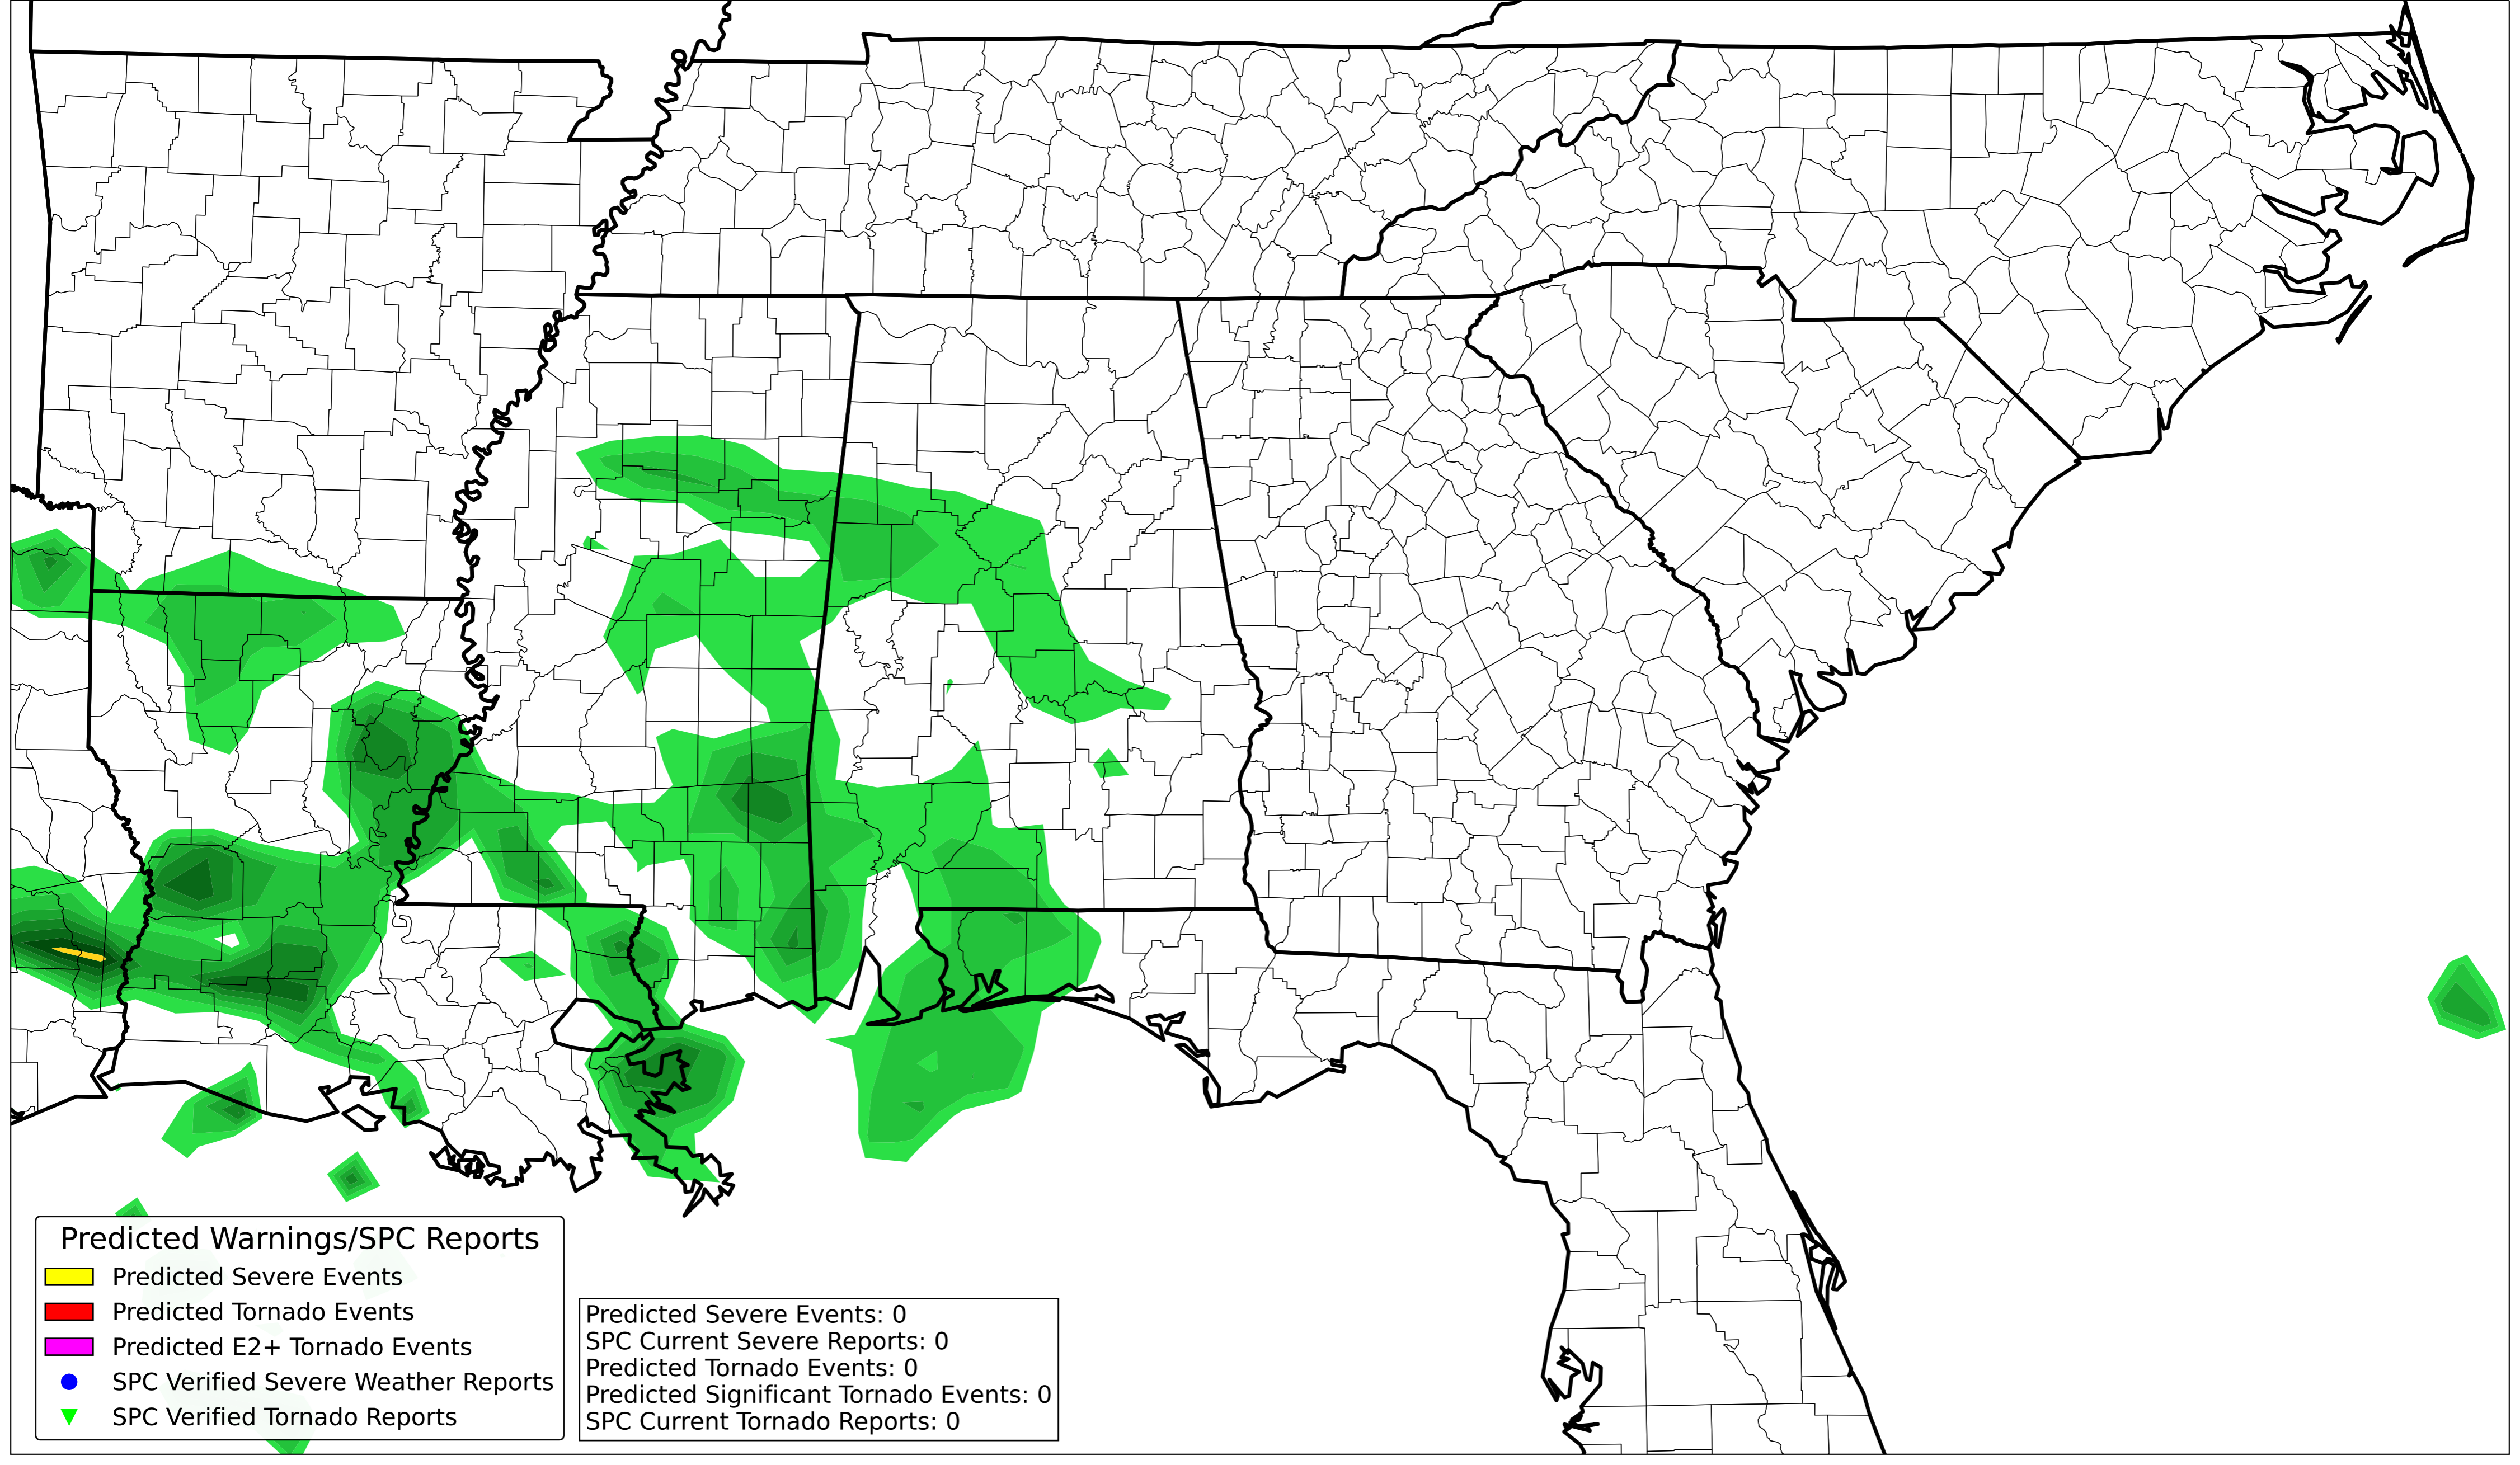 Predicted Warnings/SPC Reports
Predicted Severe Events
Predicted Tornado Events
Predicted E2+ Tornado Events
SPC Verified Severe Weather Reports
SPC Verified Tornado Reports
Predicted Severe Events: 0
SPC Current Severe Reports: 0
Predicted Tornado Events: 0
Predicted Significant Tornado Events: 0
SPC Current Tornado Reports: 0